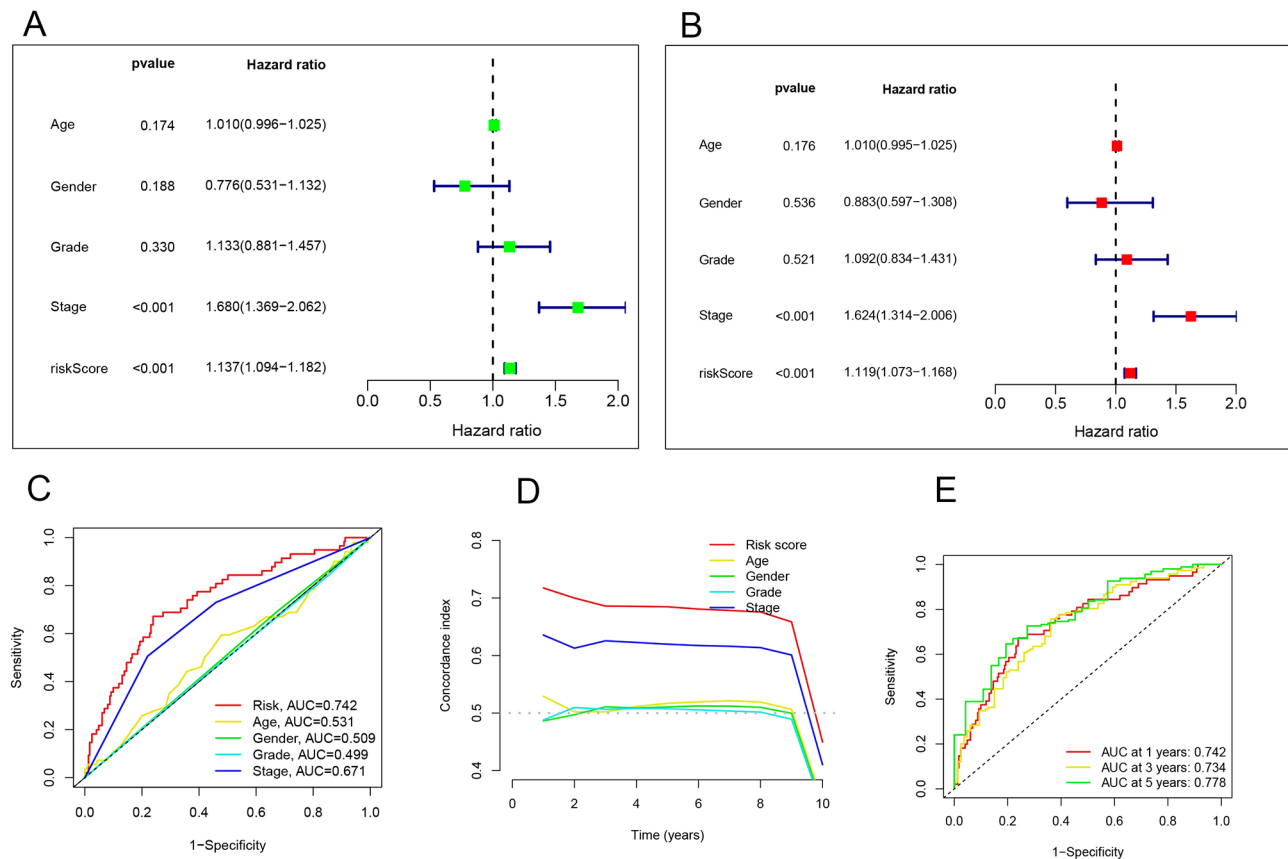 A
pvalue Hazard ratio
Age 0.174 1.010(0.996−1.025)
Gender 0.188 0.776(0.531−1.132)
Grade 0.330 1.133(0.881−1.457)
Stage <0.001 1.680(1.369−2.062)
riskScore <0.001 1.137(1.094−1.182)
0.0 0.5 1.0 1.5 2.0
Hazard ratio
B
pvalue Hazard ratio
Age 0.176 1.010(0.995−1.025)
Gender 0.536 0.883(0.597−1.308)
Grade 0.521 1.092(0.834−1.431)
Stage <0.001 1.624(1.314−2.006)
riskScore <0.001 1.119(1.073−1.168)
0.0 0.5 1.0 1.5 2.0
Hazard ratio
C
Sensitivity
1.0
0.8
0.6
0.4
0.2
0.0
Risk, AUC=0.742
Age, AUC=0.531
Gender, AUC=0.509
Grade, AUC=0.499
Stage, AUC=0.671
0.0 0.2 0.4 0.6 0.8 1.0
1−Specificity
D
Concordance index
0.8
0.7
0.6
0.5
0.4
Risk score
Age
Gender
Grade
Stage
0 2 4 6 8 10
Time (years)
E
Sensitivity
1.0
0.8
0.6
0.4
0.2
0.0
AUC at 1 years: 0.742
AUC at 3 years: 0.734
AUC at 5 years: 0.778
0.0 0.2 0.4 0.6 0.8 1.0
1−Specificity